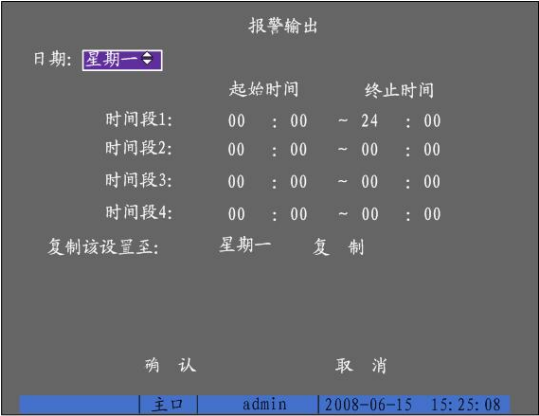 报警输出
日期: 星期一
起始时间 终止时间
时间段1: 00 : 00 ~ 24 : 00
时间段2: 00 : 00 ~ 00 : 00
时间段3: 00 : 00 ~ 00 : 00
时间段4: 00 : 00 ~ 00 : 00
复制该设置至: 星期一 复 制
确 认 取 消
主口 admin 2008-06-15 15:25:08